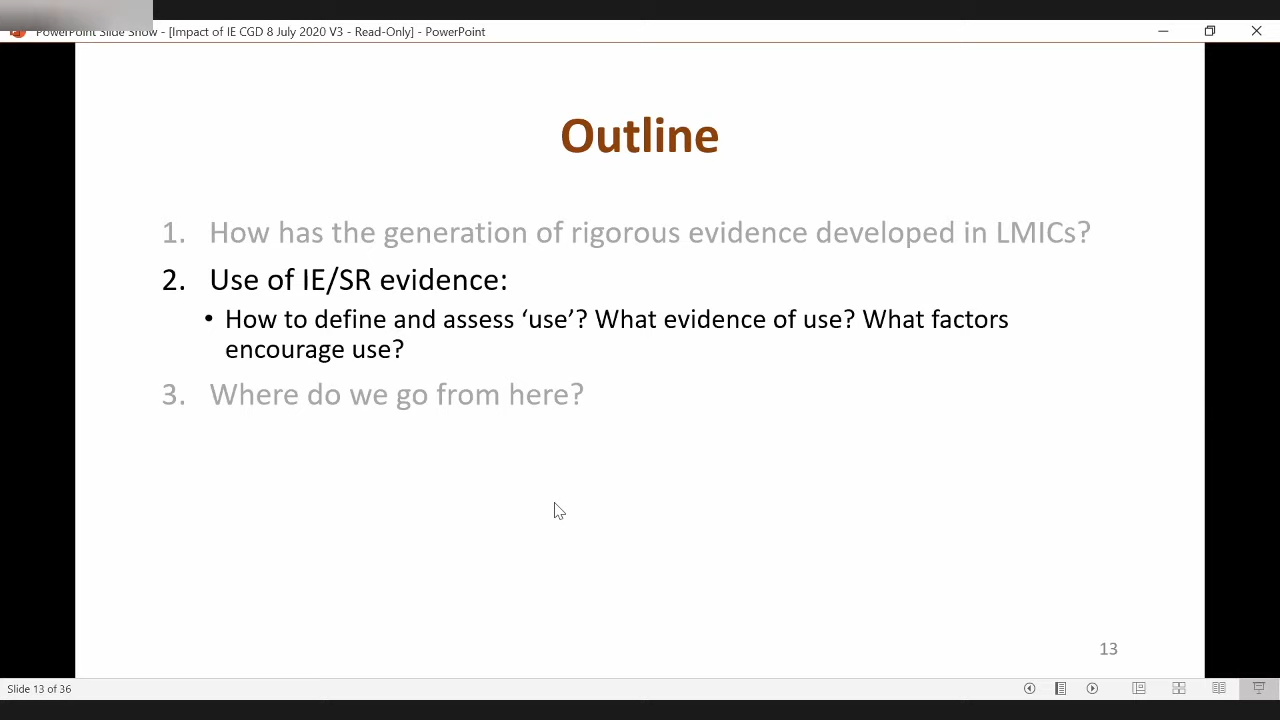 PowerPoint Slide Show - [Impact of IE CGD 8 July 2020 V3 - Read-Only] - PowerPoint
Outline
1. How has the generation of rigorous evidence developed in LMICs?
2. Use of IE/SR evidence:
• How to define and assess ‘use’? What evidence of use? What factors
encourage use?
3. Where do we go from here?
13
Slide 13 of 36